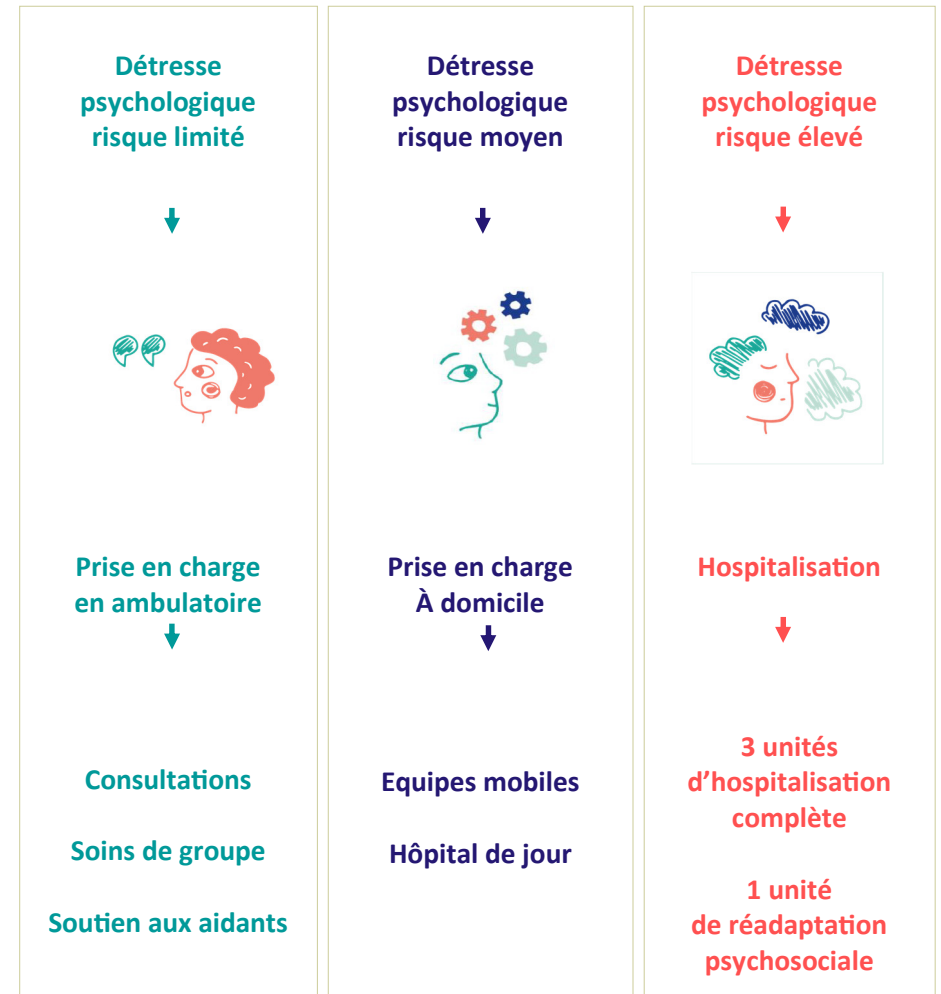 Détresse
psychologique
risque limité
Prise en charge
en ambulatoire
Consultations
Soins de groupe
Soutien aux aidants
Détresse
psychologique
risque moyen
Prise en charge
À domicile
Equipes mobiles
Hôpital de jour
Détresse
psychologique
risque élevé
Hospitalisation
3 unités
d’hospitalisation
complète
1 unité
de réadaptation
psychosociale